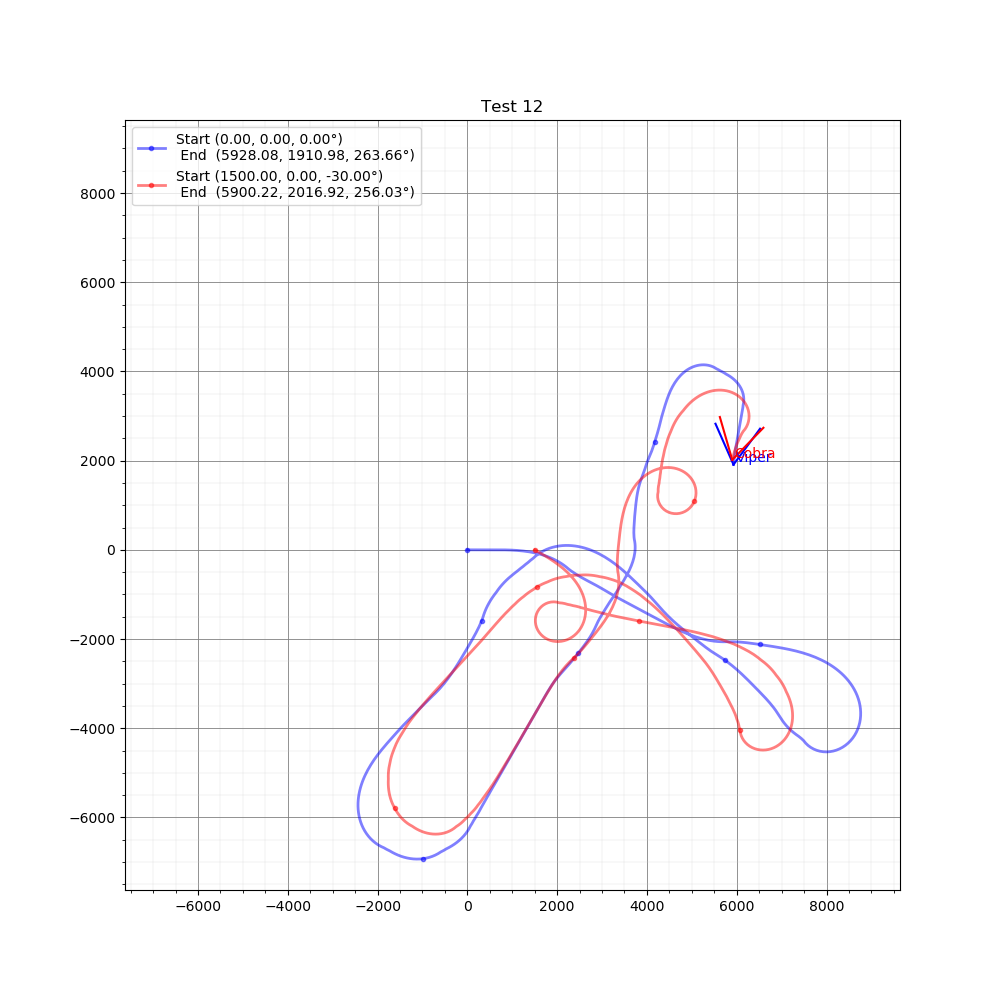 Test 12
Start (0.00, 0.00, 0.00°)
End (5928.08, 1910.98, 263.66°)
Start (1500.00, 0.00, -30.00°)
End (5900.22, 2016.92, 256.03°)
8000
6000
4000
2000
0
−2000
−4000
−6000
Cobra
Viper
−6000 −4000 −2000 0 2000 4000 6000 8000